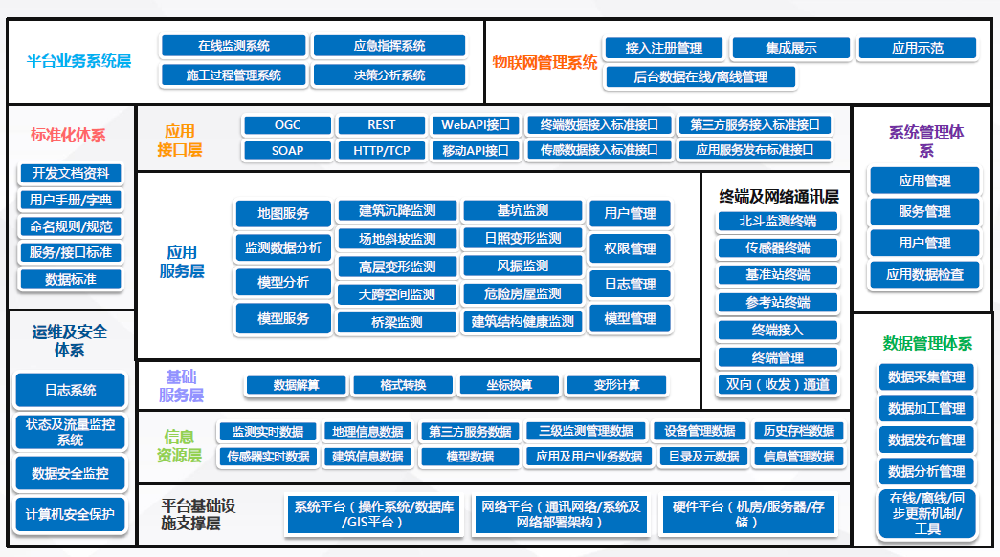 平台业务系统层
在线监测系统
应急指挥系统
施工过程管理系统
决策分析系统
物联网管理系统
接入注册管理
集成展示
应用示范
后台数据在线/离线管理
标准化体系
开发文档资料
用户手册/字典
命名规则/规范
服务/接口标准
数据标准
应用
接口层
OGC
REST
WebAPI接口
终端数据接入标准接口
第三方服务接入标准接口
SOAP
HTTP/TCP
移动API接口
传感数据接入标准接口
应用服务发布标准接口
系统管理体
系
应用管理
服务管理
用户管理
应用数据检查
应用
服务层
地图服务
监测数据分析
模型分析
模型服务
建筑沉降监测
场地斜坡监测
高层变形监测
大跨空间监测
桥梁监测
基坑监测
日照变形监测
风振监测
危险房屋监测
建筑结构健康监测
用户管理
权限管理
日志管理
模型管理
终端及网络通讯层
北斗监测终端
传感器终端
基准站终端
参考站终端
终端接入
终端管理
双向（收发）通道
运维及安全
体系
日志系统
状态及流量监控
系统
数据安全监控
计算机安全保护
基础
服务层
数据解算
格式转换
坐标换算
变形计算
数据管理体系
数据采集管理
数据加工管理
数据发布管理
数据分析管理
在线/离线/同
步更新机制/
工具
信息
资源层
监测实时数据
地理信息数据
第三方服务数据
三级监测管理数据
设备管理数据
历史存档数据
传感器实时数据
建筑信息数据
模型数据
应用及用户业务数据
目录及元数据
信息管理数据
平台基础设
施支撑层
系统平台（操作系统/数据库
/GIS平台）
网络平台（通讯网络/系统及
网络部署架构）
硬件平台（机房/服务器/存
储）